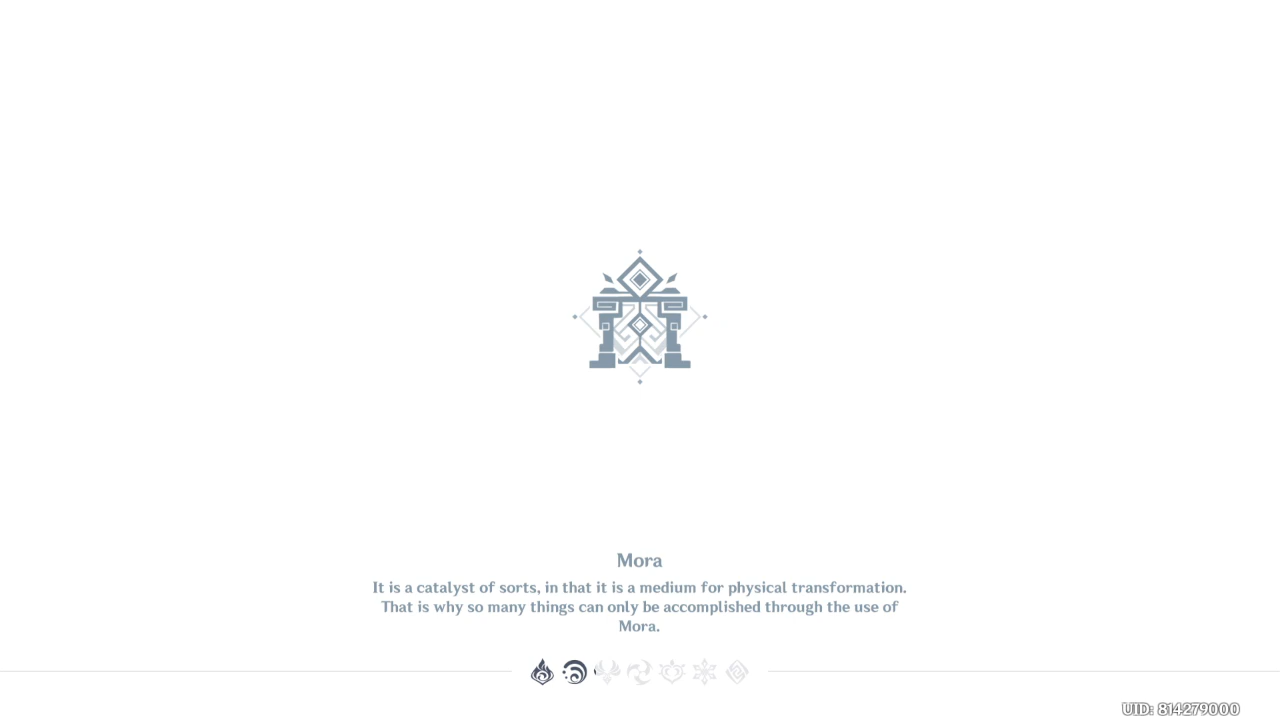 Mora
It is a catalyst of sorts, in that it is a medium for physical transformation.
That is why so many things can only be accomplished through the use of
Mora.
UID: 814279000